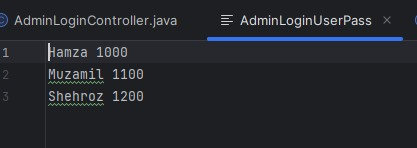 AdminLoginController.java AdminLoginUserPass
1 Hamza 1000
2 Muzamil 1100
3 Shehroz 1200